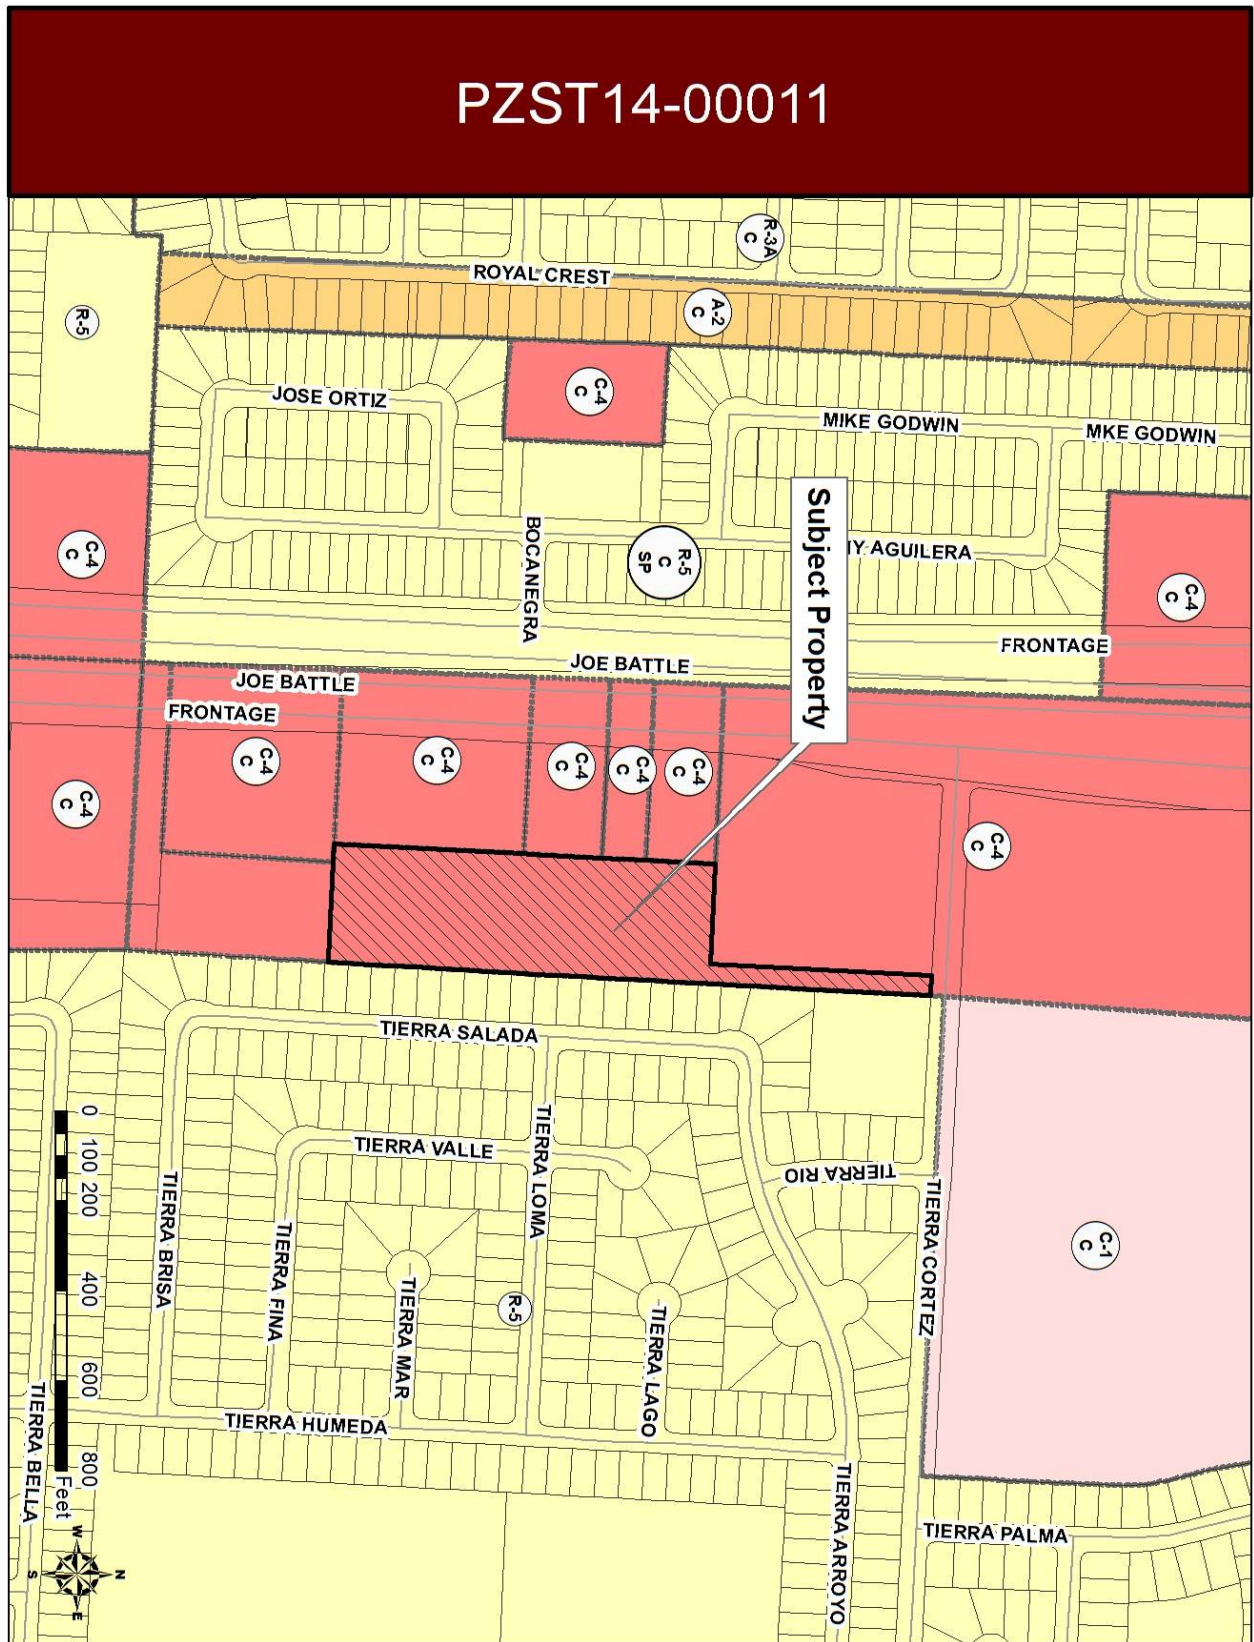 PZST14-00011
R-3A
C
ROYAL CREST
A-2
C
R-5
C-4
C
JOSE ORTIZ
MIKE GODWIN
MKE GODWIN
Subject Property
BOCANEGRA
R-5
C
SP
IY AGUILERA
C-4
C
C-4
C
FRONTAGE
JOE BATTLE
JOE BATTLE
FRONTAGE
C-4
C
C-4
C
C-4
C
C-4
C
C-4
C
C-4
C
C-4
C
TIERRA SALADA
TIERRA VALLE
TIERRA LOMA
TIERRA RIO
TIERRA CORTEZ
C-1
C
TIERRA BRISA
TIERRA FINA
TIERRA MAR
R-5
TIERRA LAGO
TIERRA HUMEDA
TIERRA BELLA
TIERRA ARROYO
TIERRA PALMA
0 100 200 400 600 800
Feet
N
W
E
S